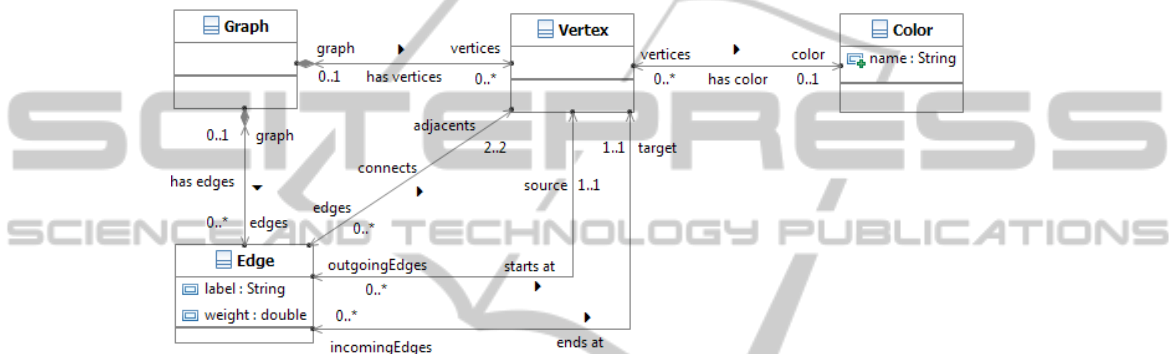 Graph
Vertex
Color
name : String
graph
vertices
0..1
has vertices
0..*
vertices
color
0..*
has color
0..1
0..1
graph
has edges
0..*
edges
adjacents
2..2
connects
edges
0..*
1..1
target
source
1..1
SCITEPRESS
SCIENCE AND TECHNOLOGY PUBLICATIONS
Edge
label : String
weight : double
outgoingEdges
starts at
0..*
0..*
incomingEdges
ends at